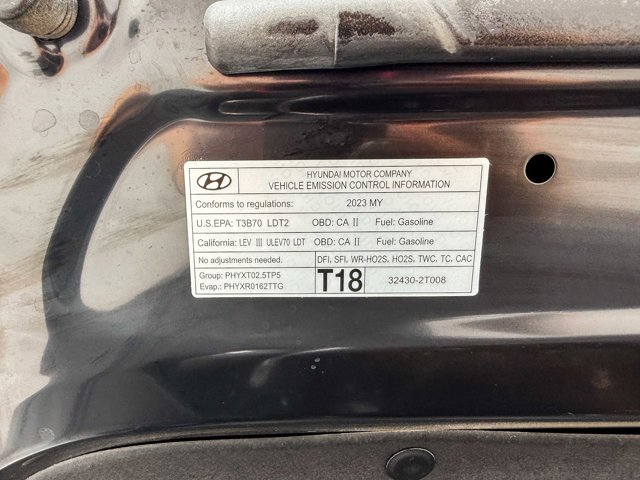 HYUNDAI MOTOR COMPANY
VEHICLE EMISSION CONTROL INFORMATION
Conforms to regulations: 2023 MY
U.S.EPA: T3B70 LDT2 OBD: CA II Fuel: Gasoline
California: LEV III ULEV70 LDT OBD: CA II Fuel: Gasoline
No adjustments needed. DFI, SFI, WR-HO2S, HO2S, TWC, TC, CAC
Group: PHYXT02.5TP5
Evap.: PHYXR0162TTG
T18 32430-2T008